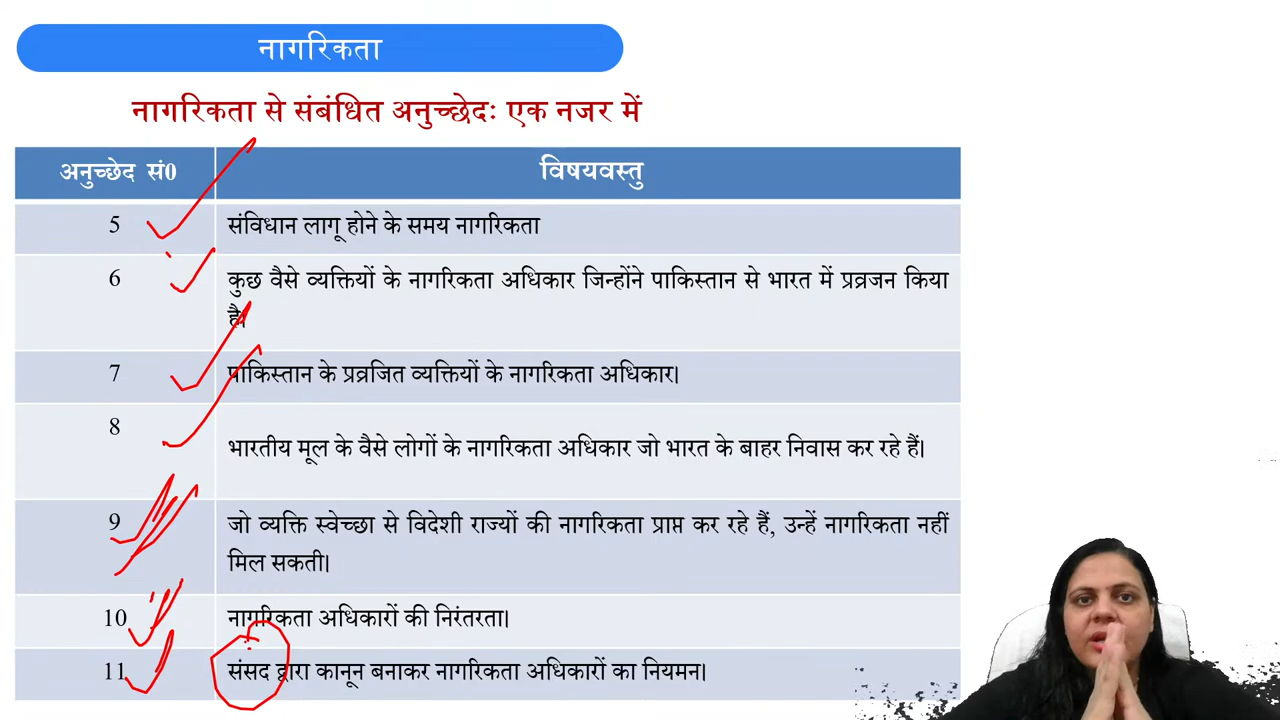 नागरिकता
नागरिकता से संबंधित अनुच्छेदः एक नजर में
अनुच्छेद सं0 विषयवस्तु
5 संविधान लागू होने के समय नागरिकता
6 कुछ वैसे व्यक्तियों के नागरिकता अधिकार जिन्होंने पाकिस्तान से भारत में प्रव्रजन किया
है।
7 पाकिस्तान के प्रव्रजित व्यक्तियों के नागरिकता अधिकार।
8 भारतीय मूल के वैसे लोगों के नागरिकता अधिकार जो भारत के बाहर निवास कर रहे हैं।
9 जो व्यक्ति स्वेच्छा से विदेशी राज्यों की नागरिकता प्राप्त कर रहे हैं, उन्हें नागरिकता नहीं
मिल सकती।
10 नागरिकता अधिकारों की निरंतरता।
11 संसद द्वारा कानून बनाकर नागरिकता अधिकारों का नियमन।